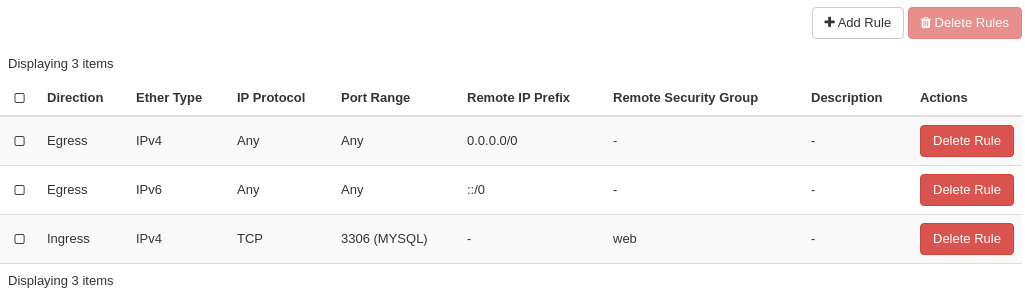 Add Rule Delete Rules
Displaying 3 items
Direction Ether Type IP Protocol Port Range Remote IP Prefix Remote Security Group Description Actions
Egress IPv4 Any Any 0.0.0.0/0 - - Delete Rule
Egress IPv6 Any Any ::/0 - - Delete Rule
Ingress IPv4 TCP 3306 (MYSQL) - web - Delete Rule
Displaying 3 items